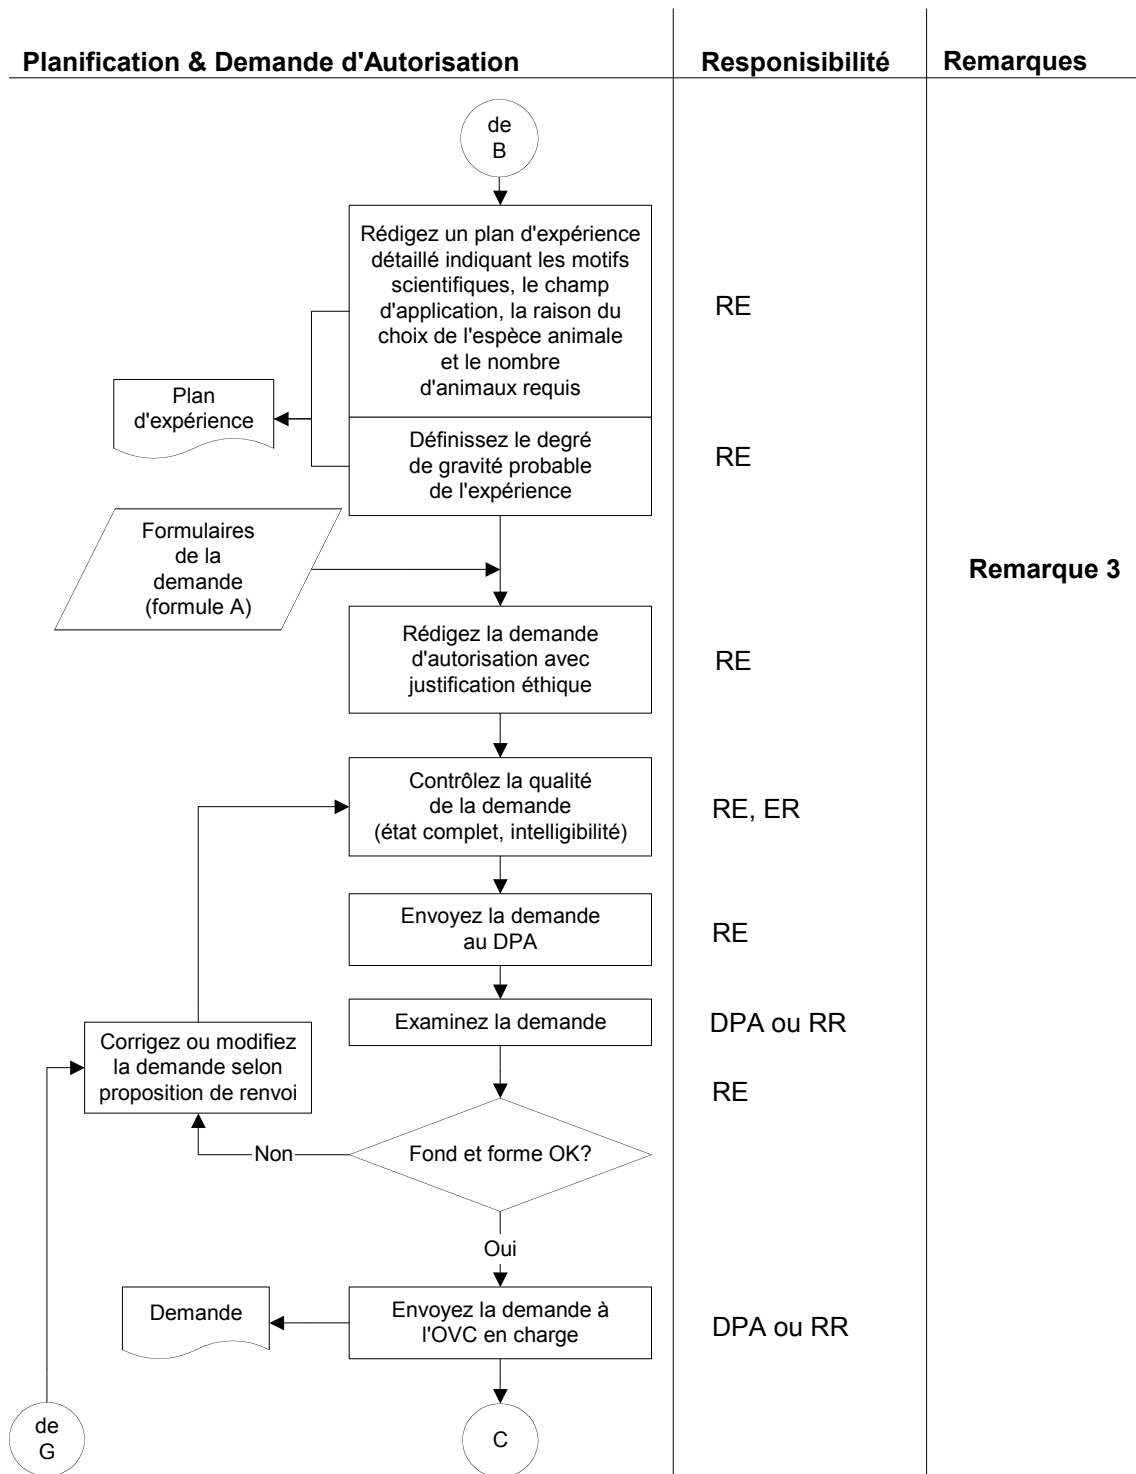 Planification & Demande d'Autorisation
Responisibilité
Remarques
de
B
Rédigez un plan d'expérience
détaillé indiquant les motifs
scientifiques, le champ
d'application, la raison du
choix de l'espèce animale
et le nombre
d'animaux requis
RE
Plan
d'expérience
Définissez le degré
de gravité probable
de l'expérience
RE
Formulaires
de la
demande
(formule A)
Remarque 3
Rédigez la demande
d'autorisation avec
justification éthique
RE
Contrôlez la qualité
de la demande
(état complet, intelligibilité)
RE, ER
Envoyez la demande
au DPA
RE
Examinez la demande
DPA ou RR
Corrigez ou modifiez
la demande selon
proposition de renvoi
RE
Non
Fond et forme OK?
Oui
Demande
Envoyez la demande à
l'OVC en charge
DPA ou RR
de
G
C